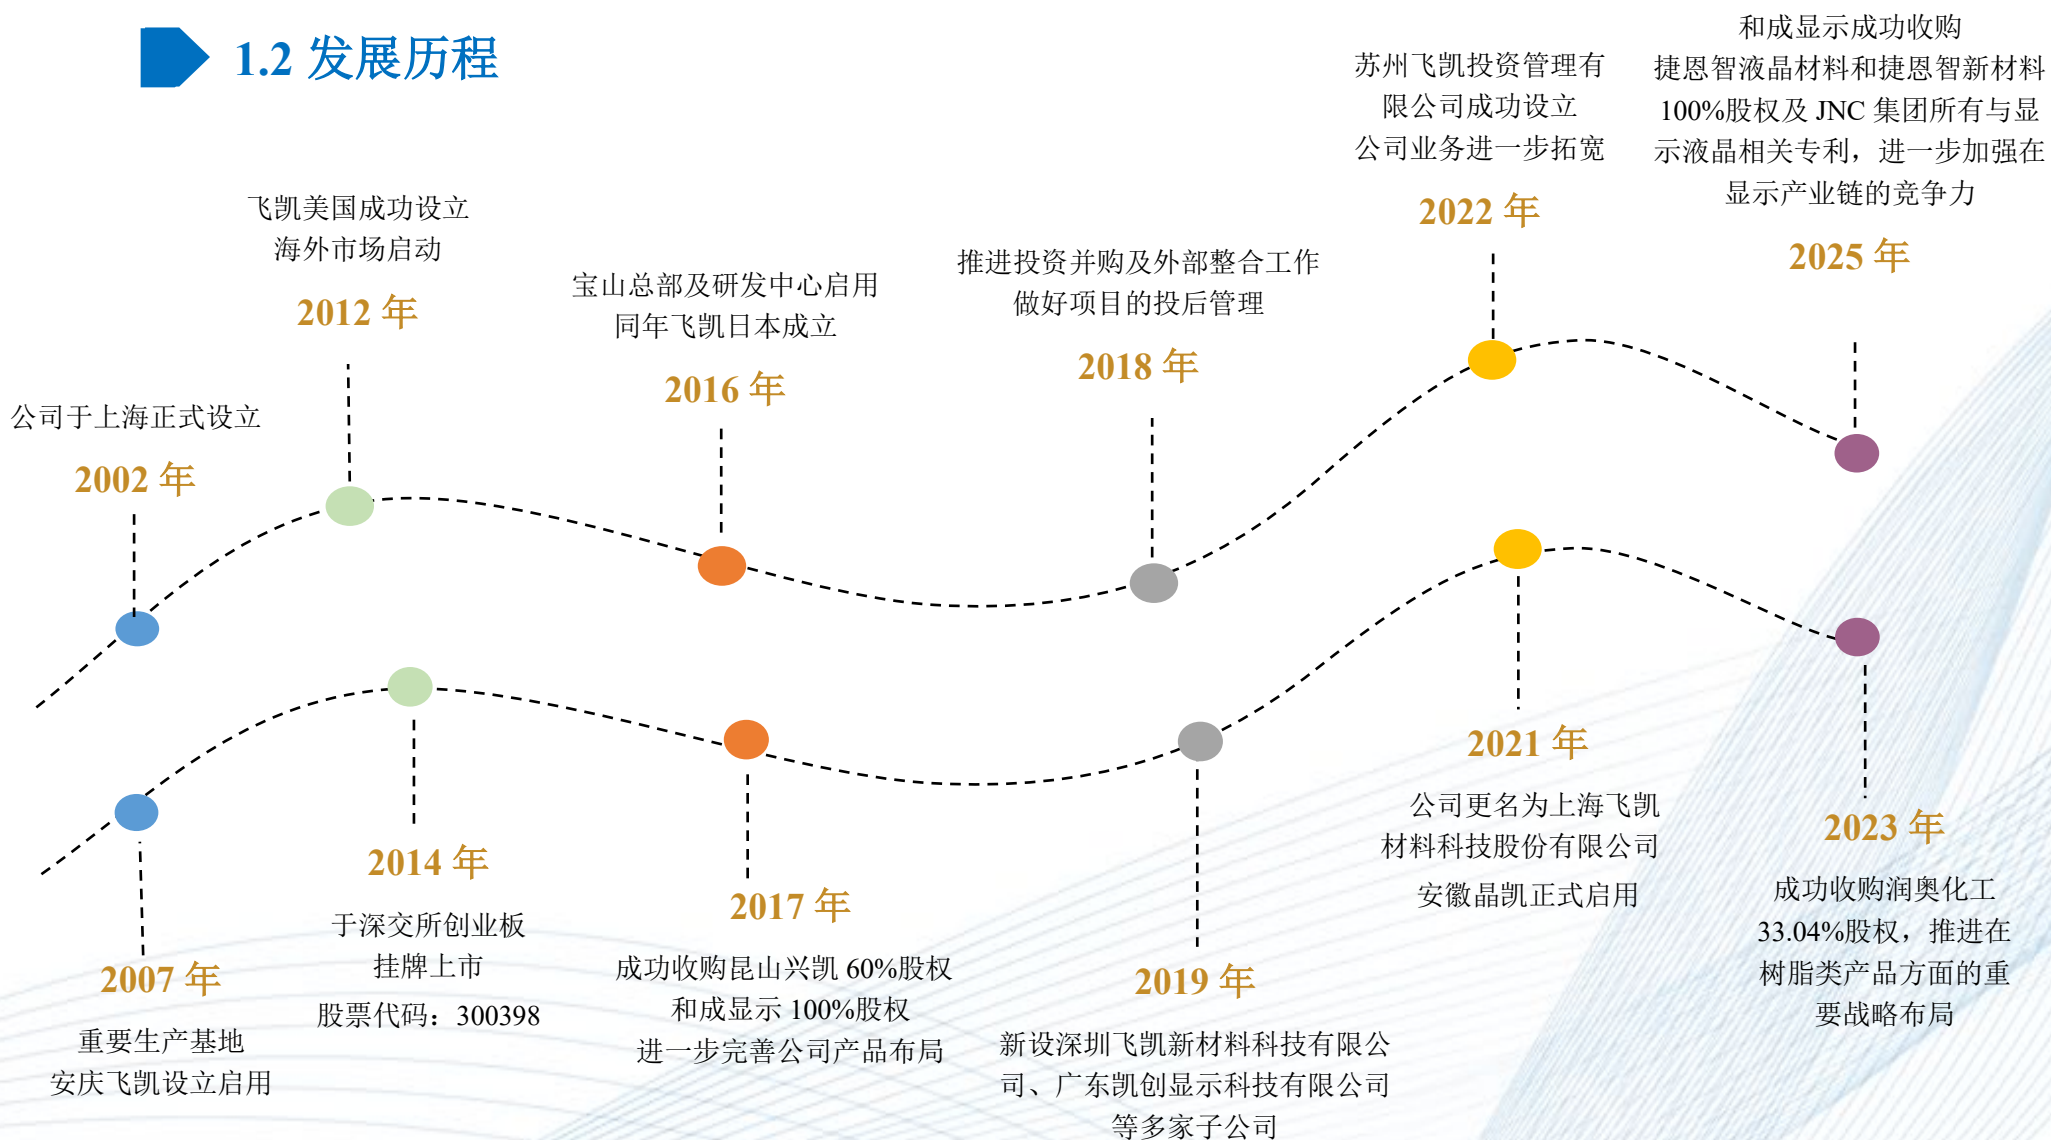 1.2 发展历程
公司于上海正式设立
2002 年
飞凯美国成功设立
海外市场启动
2012 年
宝山总部及研发中心启用
同年飞凯日本成立
2016 年
推进投资并购及外部整合工作
做好项目的投后管理
2018 年
苏州飞凯投资管理有
限公司成功设立
公司业务进一步拓宽
2022 年
和成显示成功收购
捷恩智液晶材料和捷恩智新材料
100%股权及 JNC 集团所有与显
示液晶相关专利，进一步加强在
显示产业链的竞争力
2025 年
2007 年
重要生产基地
安庆飞凯设立启用
2014 年
于深交所创业板
挂牌上市
股票代码：300398
2017 年
成功收购昆山兴凯 60%股权
和成显示 100%股权
进一步完善公司产品布局
2019 年
新设深圳飞凯新材料科技有限公
司、广东凯创显示科技有限公司
等多家子公司
2021 年
公司更名为上海飞凯
材料科技股份有限公司
安徽晶凯正式启用
2023 年
成功收购润奥化工
33.04%股权，推进在
树脂类产品方面的重
要战略布局